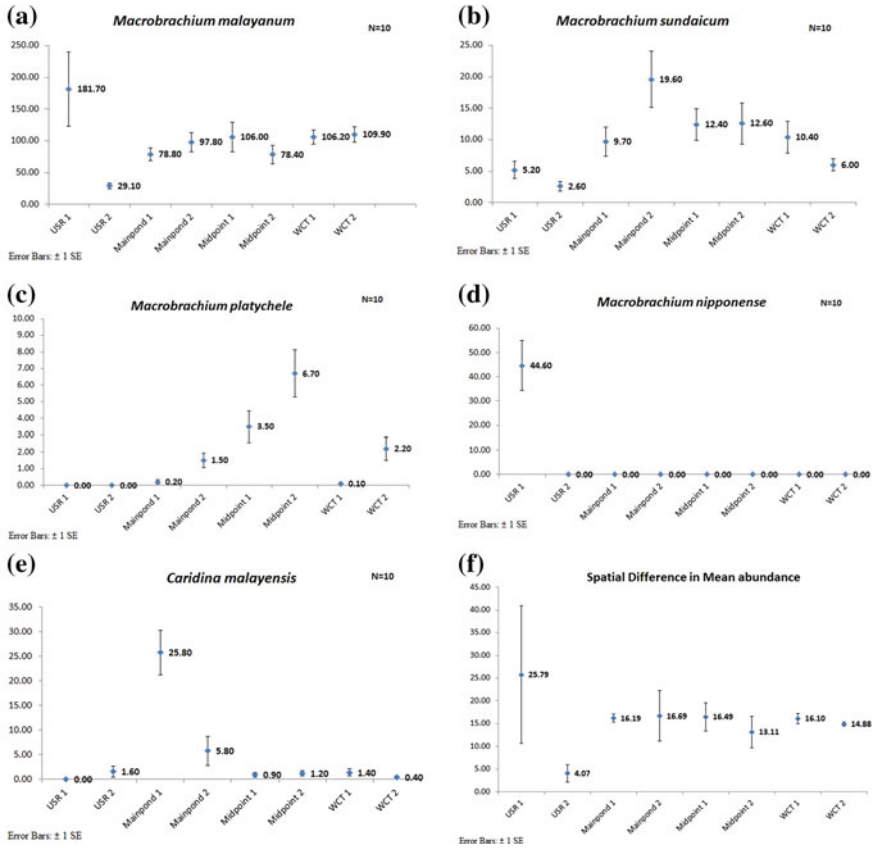 (a) Macrobrachium malayanum N=10
250.00
200.00
150.00
100.00
50.00
0.00
181.70
29.10
78.80
97.80
106.00
78.40
106.20
109.90
USR 1
USR 2
Mainpond 1
Mainpond 2
Midpoint 1
Midpoint 2
WCT 1
WCT 2
Error Bars: ± 1 SE
(b) Macrobrachium sundaicum N=10
25.00
20.00
15.00
10.00
5.00
0.00
5.20
2.60
9.70
19.60
12.40
12.60
10.40
6.00
USR 1
USR 2
Mainpond 1
Mainpond 2
Midpoint 1
Midpoint 2
WCT 1
WCT 2
Error Bars: ± 1 SE
(c) Macrobrachium platychele N=10
10.00
9.00
8.00
7.00
6.00
5.00
4.00
3.00
2.00
1.00
0.00
0.00
0.00
0.20
1.50
3.50
6.70
0.10
2.20
USR 1
USR 2
Mainpond 1
Mainpond 2
Midpoint 1
Midpoint 2
WCT 1
WCT 2
Error Bars: ± 1 SE
(d) Macrobrachium nipponense N=10
60.00
50.00
40.00
30.00
20.00
10.00
0.00
44.60
0.00
0.00
0.00
0.00
0.00
0.00
0.00
USR 1
USR 2
Mainpond 1
Mainpond 2
Midpoint 1
Midpoint 2
WCT 1
WCT 2
Error Bars: ± 1 SE
(e) Caridina malayensis N=10
35.00
30.00
25.00
20.00
15.00
10.00
5.00
0.00
0.00
1.60
25.80
5.80
0.90
1.20
1.40
0.40
USR 1
USR 2
Mainpond 1
Mainpond 2
Midpoint 1
Midpoint 2
WCT 1
WCT 2
Error Bars: ± 1 SE
(f) Spatial Difference in Mean abundance
45.00
40.00
35.00
30.00
25.00
20.00
15.00
10.00
5.00
0.00
25.79
4.07
16.19
16.69
16.49
13.11
16.10
14.88
USR 1
USR 2
Mainpond 1
Mainpond 2
Midpoint 1
Midpoint 2
WCT 1
WCT 2
Error Bars: ± 1 SE